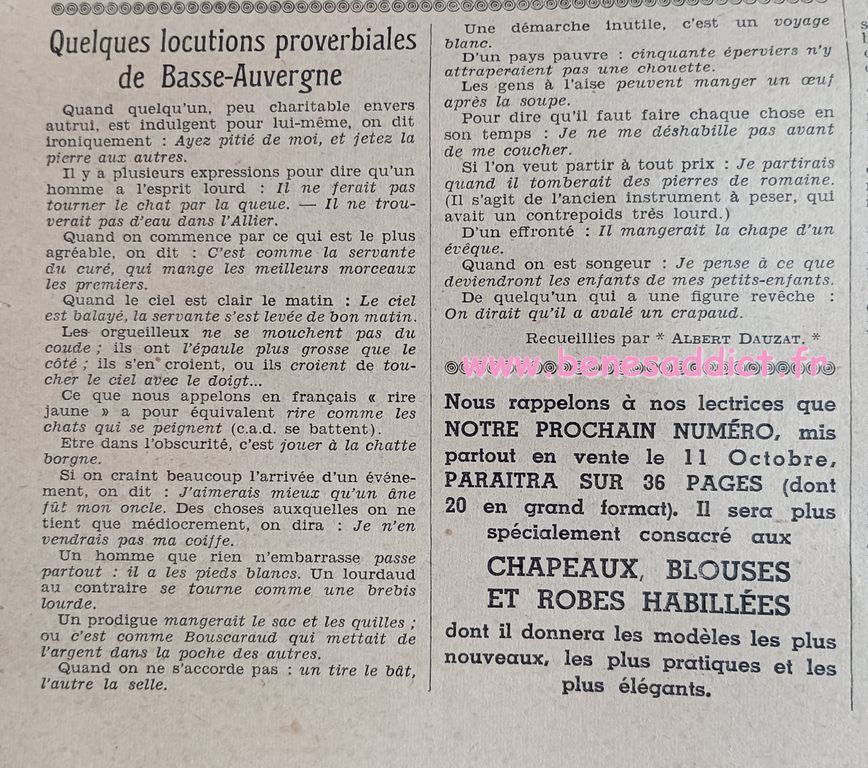 Quelques locutions proverbiales
de Basse-Auvergne
Quand quelqu'un, peu charitable envers
autrui, est indulgent pour lui-même, on dit
ironiquement : Ayez pitié de moi, et jetez la
pierre aux autres.
Il y a plusieurs expressions pour dire qu'un
homme a l'esprit lourd : Il ne ferait pas
tourner le chat par la queue. — Il ne trou-
verait pas d'eau dans l'Allier.
Quand on commence par ce qui est le plus
agréable, on dit : C'est comme la servante
du curé, qui mange les meilleurs morceaux
les premiers.
Quand le ciel est clair le matin : Le ciel
est balayé, la servante s'est levée de bon matin.
Les orgueilleux ne se mouchent pas du
coude ; ils ont l'épaule plus grosse que le
côté ; ils s'en croient, ou ils croient de tou-
cher le ciel avec le doigt...
Ce que nous appelons en français « rire
jaune » a pour équivalent rire comme les
chats qui se peignent (c.a.d. se battent).
Etre dans l'obscurité, c'est jouer à la chatte
borgne.
Si on craint beaucoup l'arrivée d'un événe-
ment, on dit : J'aimerais mieux qu'un âne
fût mon oncle. Des choses auxquelles on ne
tient que médiocrement, on dira : Je n'en
vendrais pas ma coiffe.
Un homme que rien n'embarrasse passe
partout : il a les pieds blancs. Un lourdaud
au contraire se tourne comme une brebis
lourde.
Un prodigue mangerait le sac et les quilles ;
ou c'est comme Bouscaraud qui mettait de
l'argent dans la poche des autres.
Quand on ne s'accorde pas : un tire le bât,
l'autre la selle.
Une démarche inutile, c'est un voyage
blanc.
D'un pays pauvre : cinquante éperviers n'y
attraperaient pas une chouette.
Les gens à l'aise peuvent manger un œuf
après la soupe.
Pour dire qu'il faut faire chaque chose en
son temps : Je ne me déshabille pas avant
de me coucher.
Si l'on veut partir à tout prix : Je partirais
quand il tomberait des pierres de romaine.
(Il s'agit de l'ancien instrument à peser, qui
avait un contrepoids très lourd.)
D'un effronté : Il mangerait la chape d'un
évêque.
Quand on est songeur : Je pense à ce que
deviendront les enfants de mes petits-enfants.
De quelqu'un qui a une figure revêche :
On dirait qu'il a avalé un crapaud.
Recueillies par * ALBERT DAUZAT. *
www.benesaddict.fr
Nous rappelons à nos lectrices que
NOTRE PROCHAIN NUMÉRO, mis
partout en vente le 11 Octobre,
PARAITRA SUR 36 PAGES (dont
20 en grand format). Il sera plus
spécialement consacré aux
CHAPEAUX, BLOUSES
ET ROBES HABILLÉES
dont il donnera les modèles les plus
nouveaux, les plus pratiques et les
plus élégants.